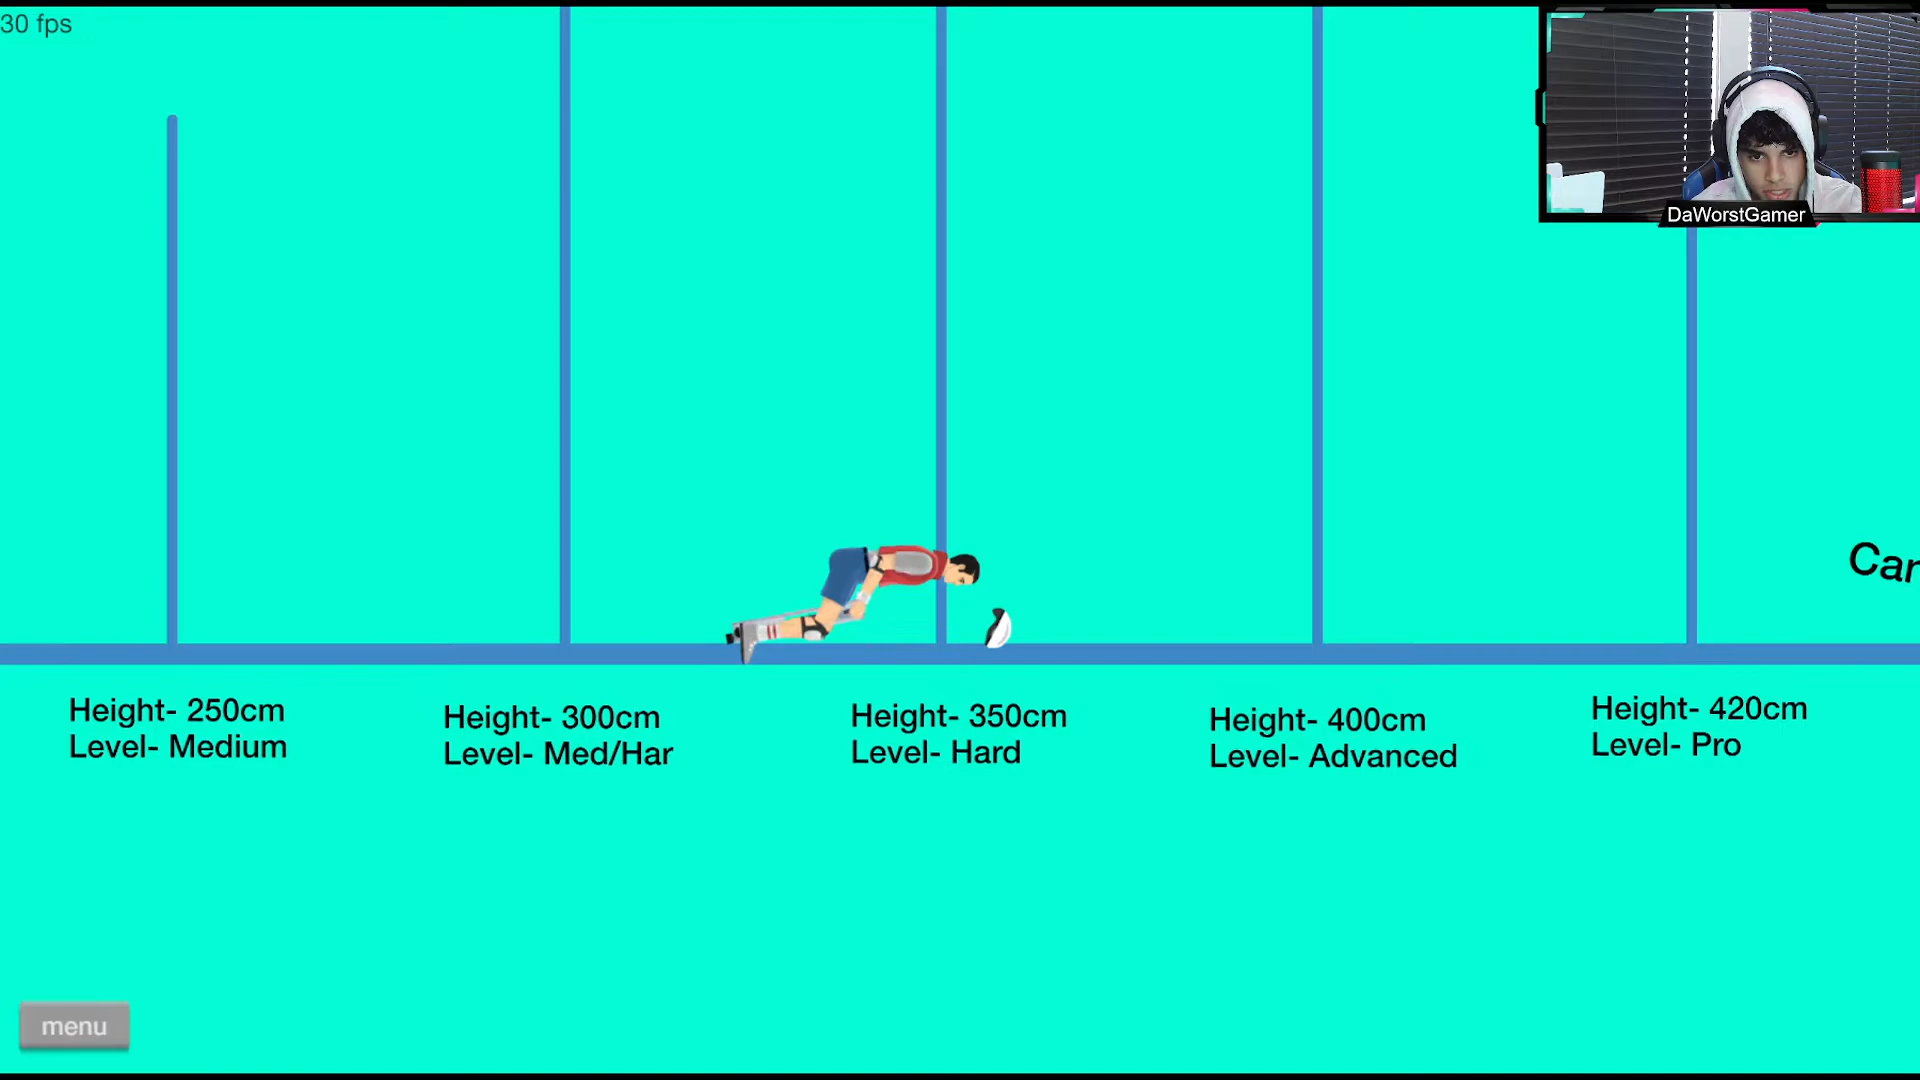 30 fps
DaWorstGamer
Car
Height- 250cm
Level- Medium
Height- 300cm
Level- Med/Har
Height- 350cm
Level- Hard
Height- 400cm
Level- Advanced
Height- 420cm
Level- Pro
menu